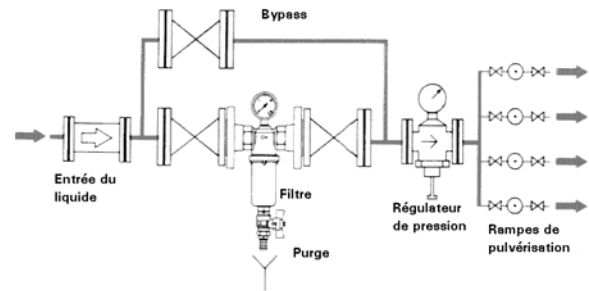 Bypass
Entrée du
liquide
Filtre
Purge
Régulateur
de pression
Rampes de
pulvérisation